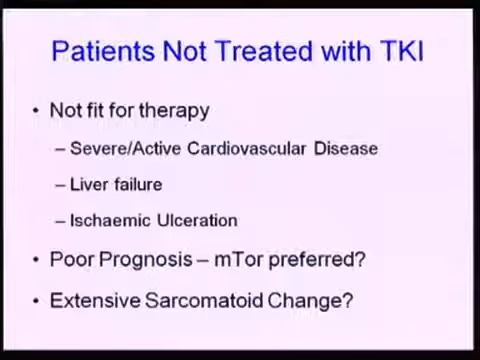 Patients Not Treated with TKI
• Not fit for therapy
– Severe/Active Cardiovascular Disease
– Liver failure
– Ischaemic Ulceration
• Poor Prognosis – mTor preferred?
• Extensive Sarcomatoid Change?